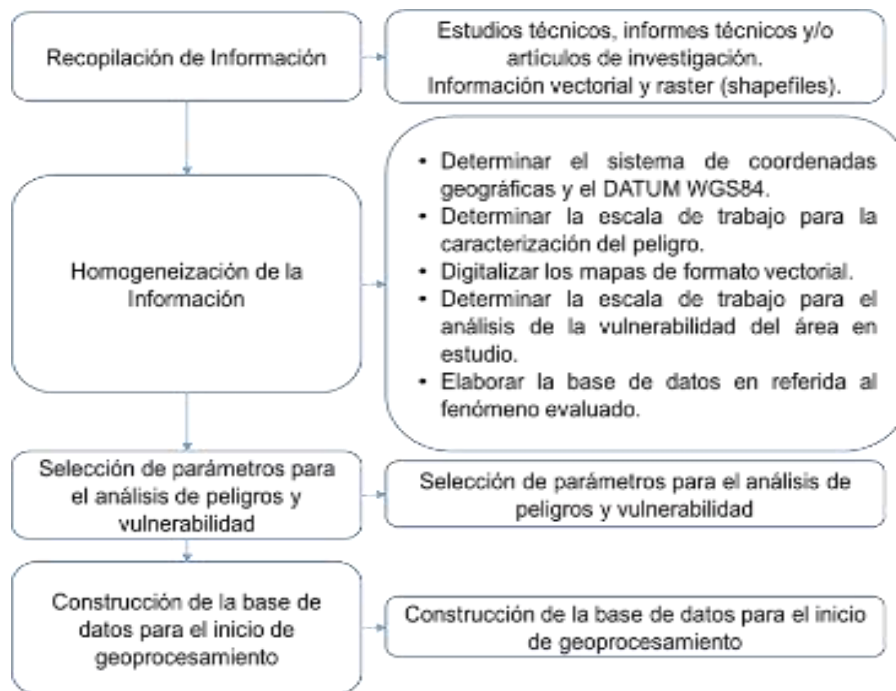 Recopilación de Información
Estudios técnicos, informes técnicos y/o
artículos de investigación.
Información vectorial y raster (shapefiles).
Homogeneización de la
Información
• Determinar el sistema de coordenadas
geográficas y el DATUM WGS84.
• Determinar la escala de trabajo para la
caracterización del peligro.
• Digitalizar los mapas de formato vectorial.
• Determinar la escala de trabajo para el
análisis de la vulnerabilidad del área en
estudio.
• Elaborar la base de datos en referida al
fenómeno evaluado.
Selección de parámetros para
el análisis de peligros y
vulnerabilidad
Selección de parámetros para el análisis de
peligros y vulnerabilidad
Construcción de la base de
datos para el inicio de
geoprocesamiento
Construcción de la base de datos para el inicio
de geoprocesamiento